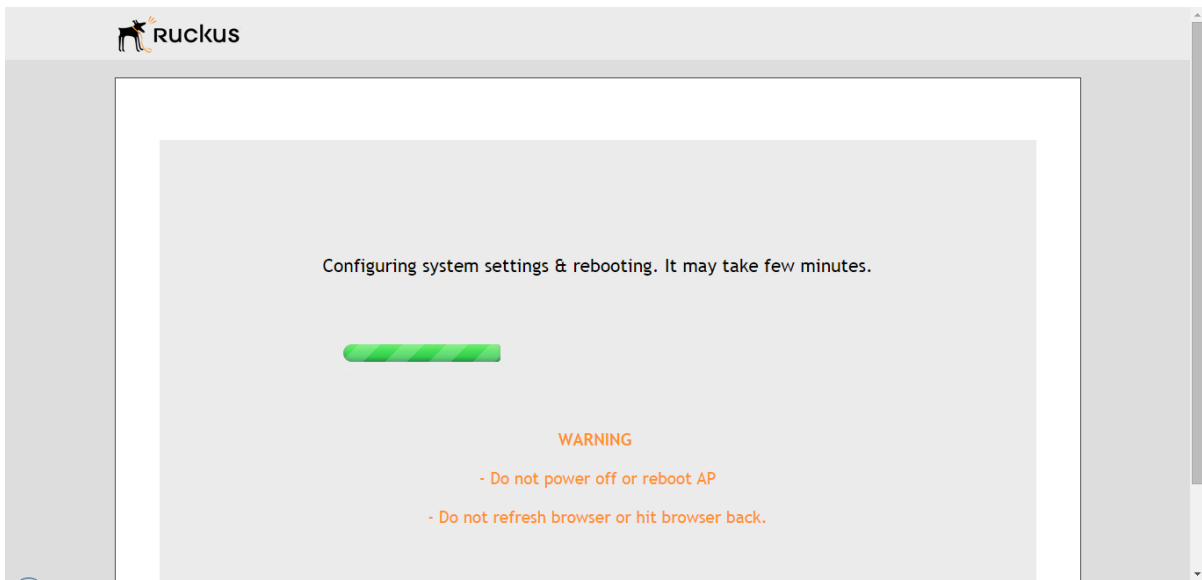 Ruckus
Configuring system settings & rebooting. It may take few minutes.
WARNING
- Do not power off or reboot AP
- Do not refresh browser or hit browser back.